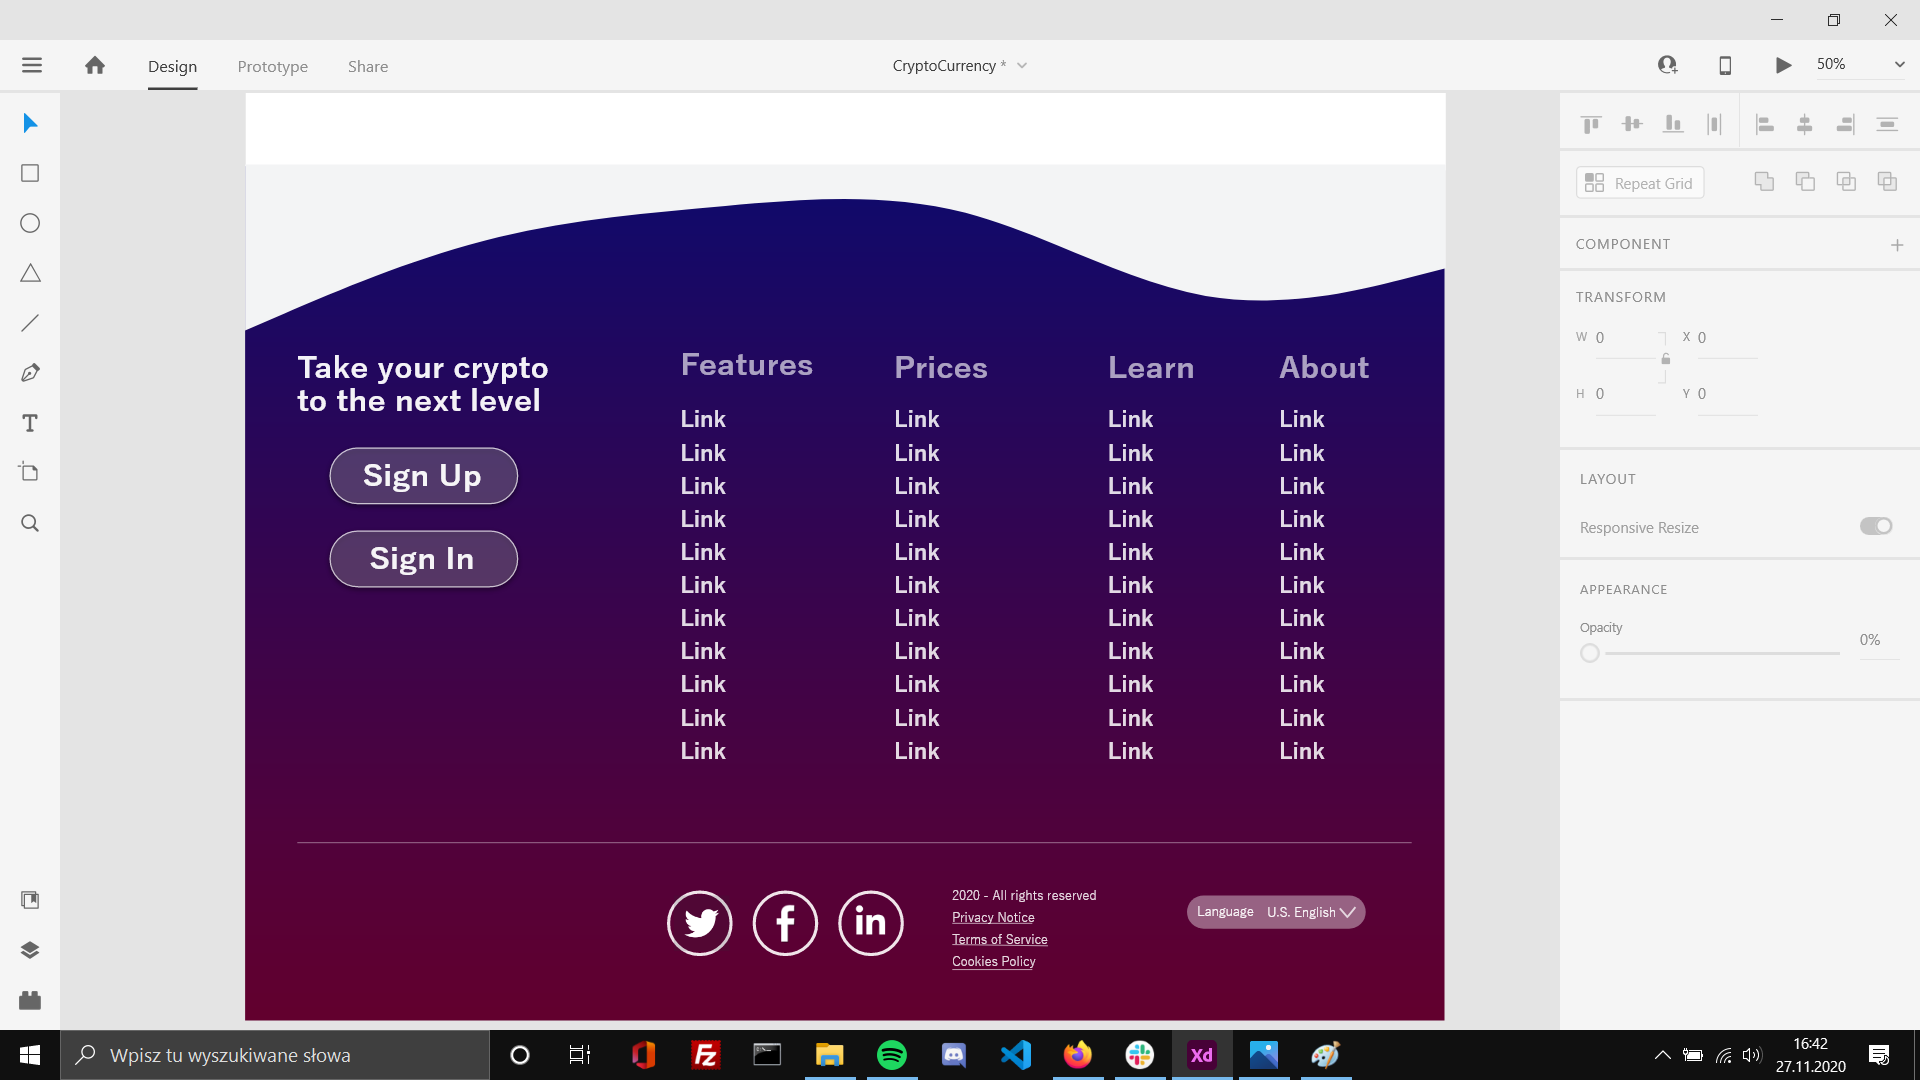 Design Prototype Share CryptoCurrency * 50%
Repeat Grid
COMPONENT
TRANSFORM
W 0 X 0
H 0 Y 0
LAYOUT
Responsive Resize
APPEARANCE
Opacity
0%
Take your crypto
to the next level
Sign Up
Sign In
Features Prices Learn About
Link Link Link Link
Link Link Link Link
Link Link Link Link
Link Link Link Link
Link Link Link Link
Link Link Link Link
Link Link Link Link
Link Link Link Link
Link Link Link Link
Link Link Link Link
Link Link Link Link
in
2020 - All rights reserved
Privacy Notice
Terms of Service
Cookies Policy
Language U.S. English
Wpisz tu wyszukiwane słowa
Fz
Xd
16:42
27.11.2020